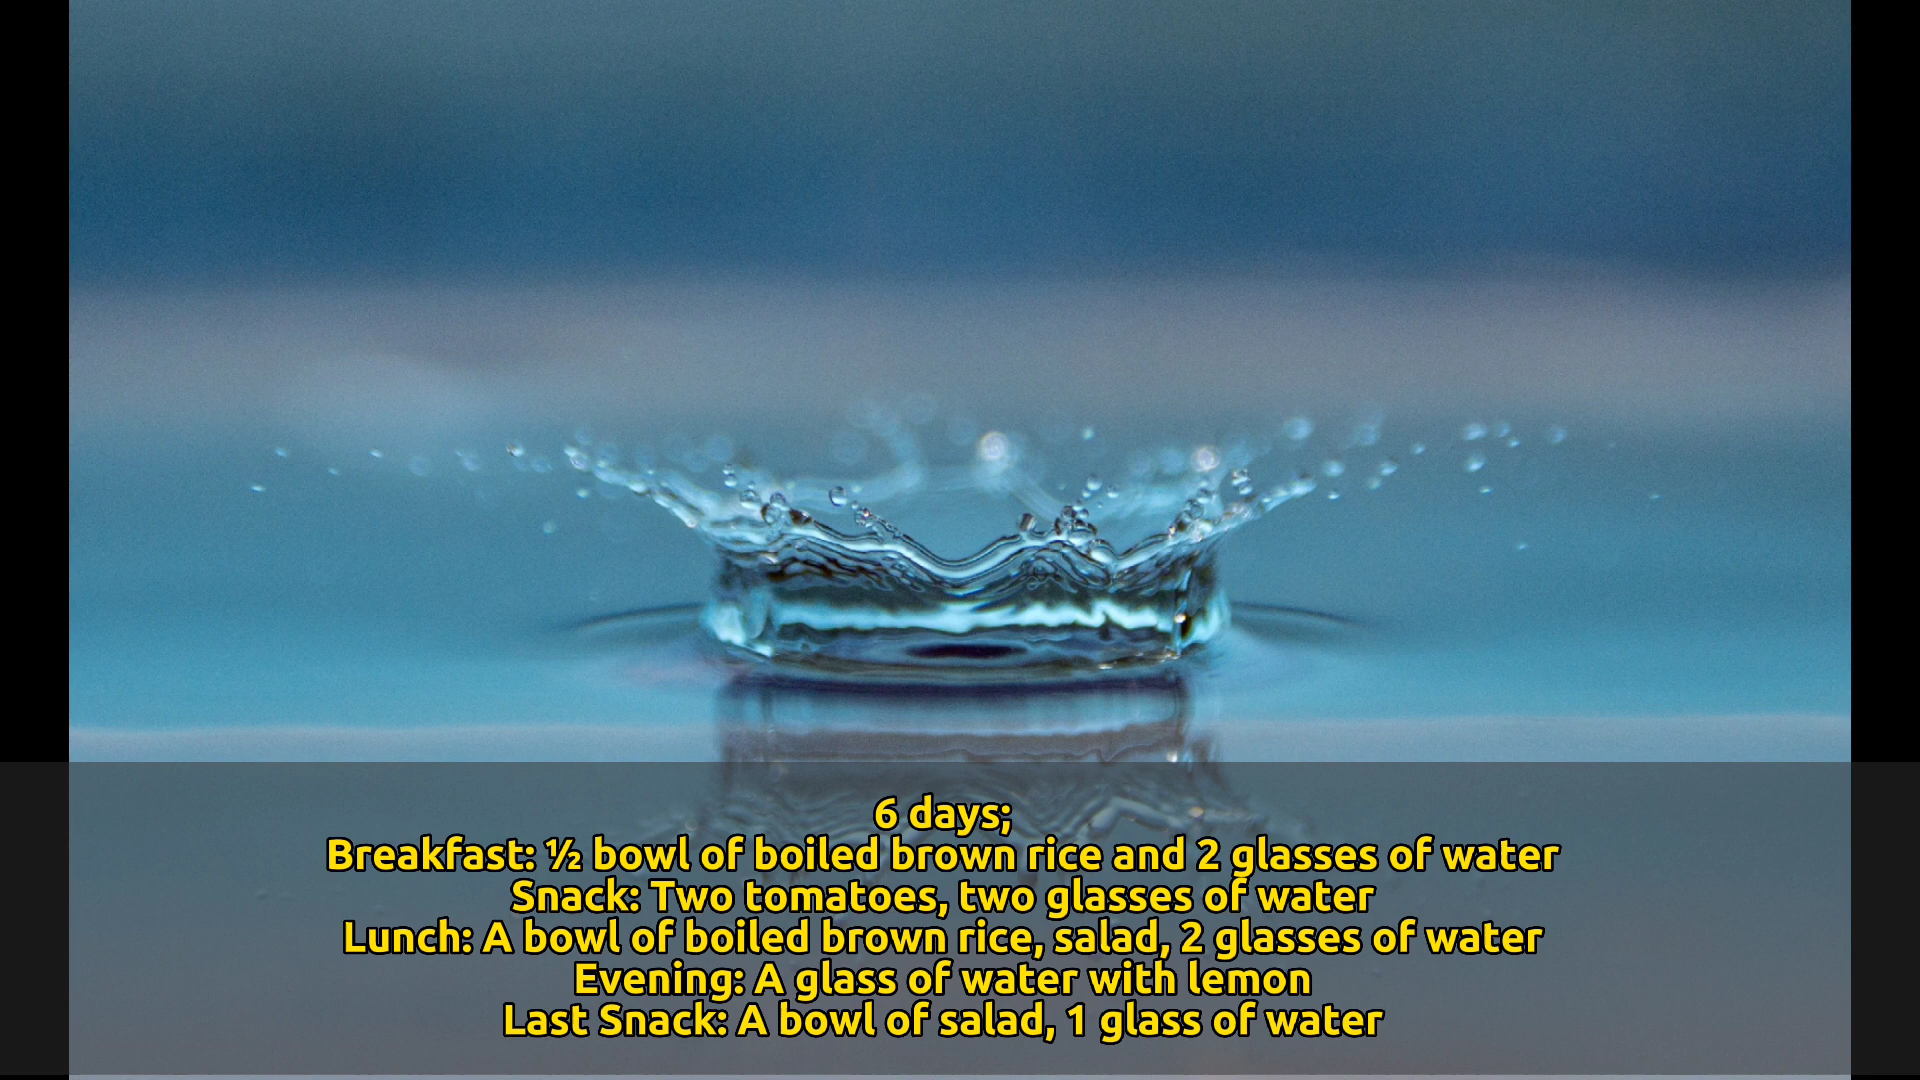 6 days;
Breakfast: ½ bowl of boiled brown rice and 2 glasses of water
Snack: Two tomatoes, two glasses of water
Lunch: A bowl of boiled brown rice, salad, 2 glasses of water
Evening: A glass of water with lemon
Last Snack: A bowl of salad, 1 glass of water